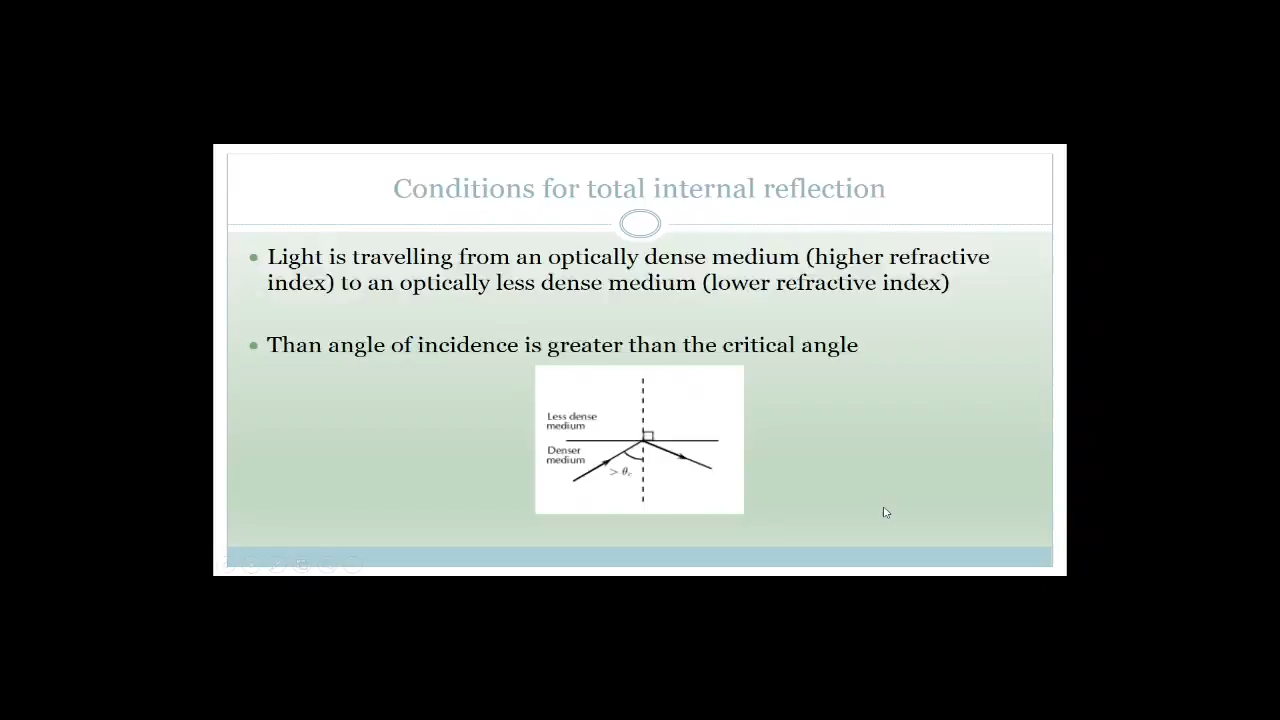 Conditions for total internal reflection
• Light is travelling from an optically dense medium (higher refractive
index) to an optically less dense medium (lower refractive index)
• Than angle of incidence is greater than the critical angle
Less dense
medium
Denser
medium
> θc